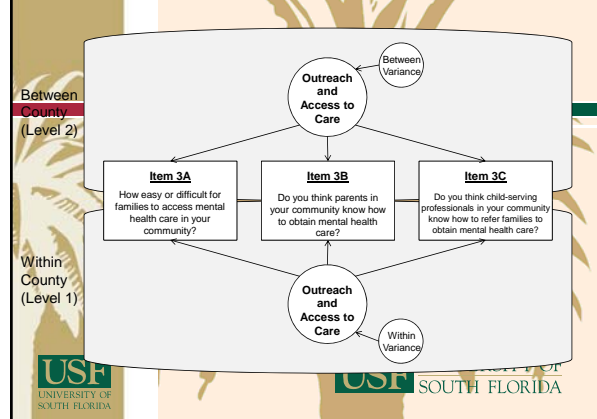 Between
County
(Level 2)
Outreach
and
Access to
Care
Between
Variance
Item 3A
How easy or difficult for
families to access mental
health care in your
community?
Item 3B
Do you think parents in
your community know how
to obtain mental health
care?
Item 3C
Do you think child-serving
professionals in your community
know how to refer families to
obtain mental health care?
Within
County
(Level 1)
Outreach
and
Access to
Care
Within
Variance
USF
UNIVERSITY OF
SOUTH FLORIDA
USF
UNIVERSITY OF
SOUTH FLORIDA